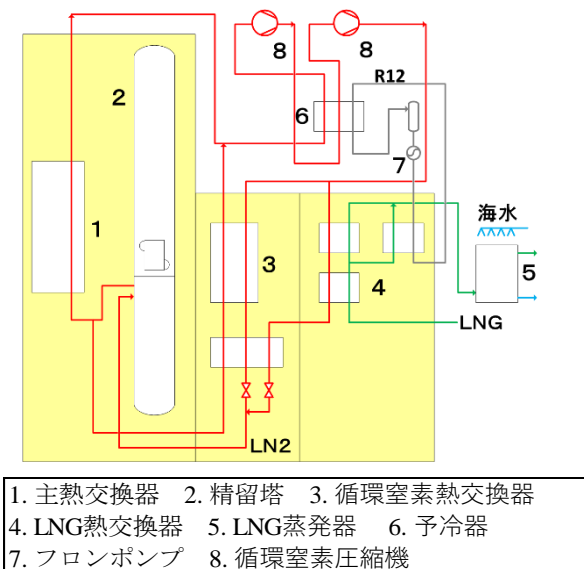 8
8
R12
2
6
7
海水
1
3
4
5
LNG
LN2
1. 主熱交換器 2. 精留塔 3. 循環窒素熱交換器
4. LNG熱交換器 5. LNG蒸発器 6. 予冷器
7. フロンポンプ 8. 循環窒素圧縮機